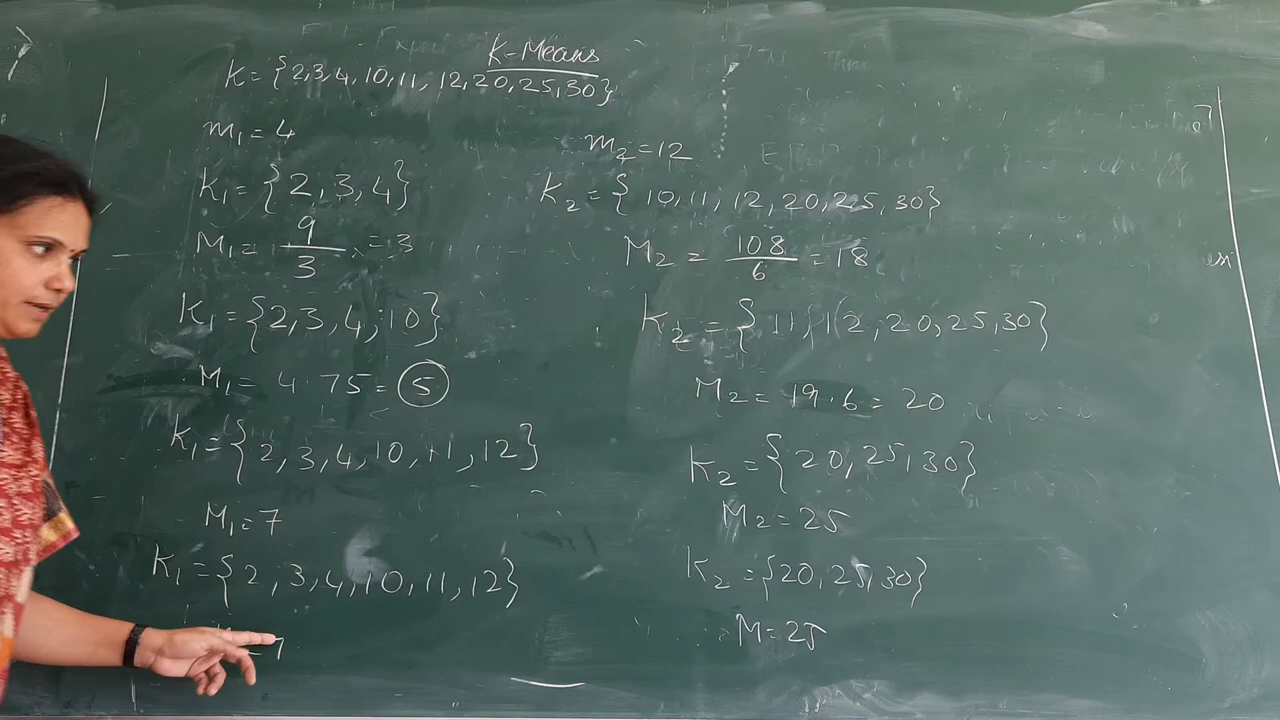 K-Means
K = {2,3,4,10,11, 12,20,25,30}
m₁ = 4
m₂ = 12
K₁ = {2,3,4}
K₂ = { 10,11,12,20,25,30}
M₁ = 9/3 = 3
M₂ = 108/6 = 18
K₁ = {2,3,4,10}
K₂ = { 11, 12, 20, 25,30}
M₁ = 4.75 = 5
M₂ = 19.6 = 20
K₁ = {2,3,4,10,11,12}
K₂ = {20,25,30}
M₁ = 7
M₂ = 25
K₁ = {2,3,4,10,11,12}
K₂ = {20,25,30}
= 7
M = 25